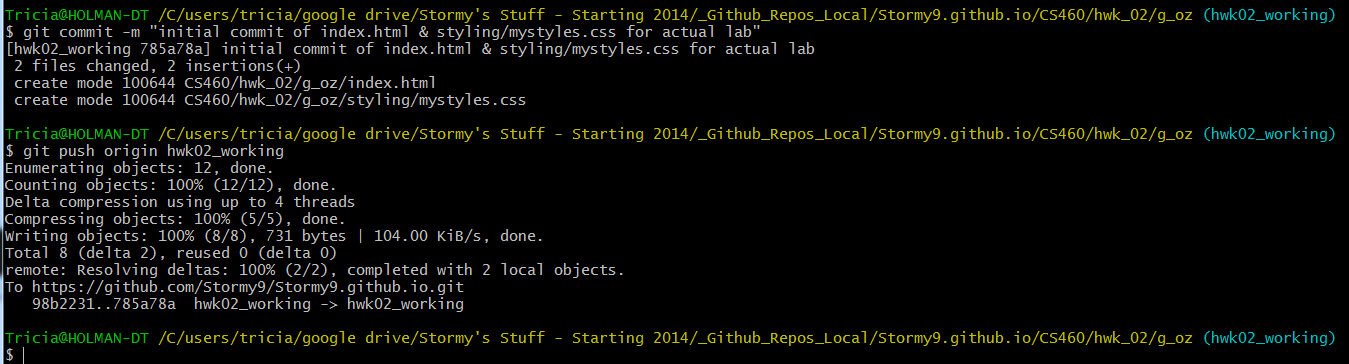 Tricia@HOLMAN-DT /C/users/tricia/google drive/Stormy's Stuff - Starting 2014/_Github_Repos_Local/Stormy9.github.io/CS460/hwk_02/g_oz (hwk02_working)
$ git commit -m "initial commit of index.html & styling/mystyles.css for actual lab"
[hwk02_working 785a78a] initial commit of index.html & styling/mystyles.css for actual lab
 2 files changed, 2 insertions(+)
 create mode 100644 CS460/hwk_02/g_oz/index.html
 create mode 100644 CS460/hwk_02/g_oz/styling/mystyles.css

Tricia@HOLMAN-DT /C/users/tricia/google drive/Stormy's Stuff - Starting 2014/_Github_Repos_Local/Stormy9.github.io/CS460/hwk_02/g_oz (hwk02_working)
$ git push origin hwk02_working
Enumerating objects: 12, done.
Counting objects: 100% (12/12), done.
Delta compression using up to 4 threads
Compressing objects: 100% (5/5), done.
Writing objects: 100% (8/8), 731 bytes | 104.00 KiB/s, done.
Total 8 (delta 2), reused 0 (delta 0)
remote: Resolving deltas: 100% (2/2), completed with 2 local objects.
To https://github.com/Stormy9/Stormy9.github.io.git
   98b2231..785a78a  hwk02_working -> hwk02_working

Tricia@HOLMAN-DT /C/users/tricia/google drive/Stormy's Stuff - Starting 2014/_Github_Repos_Local/Stormy9.github.io/CS460/hwk_02/g_oz (hwk02_working)
$